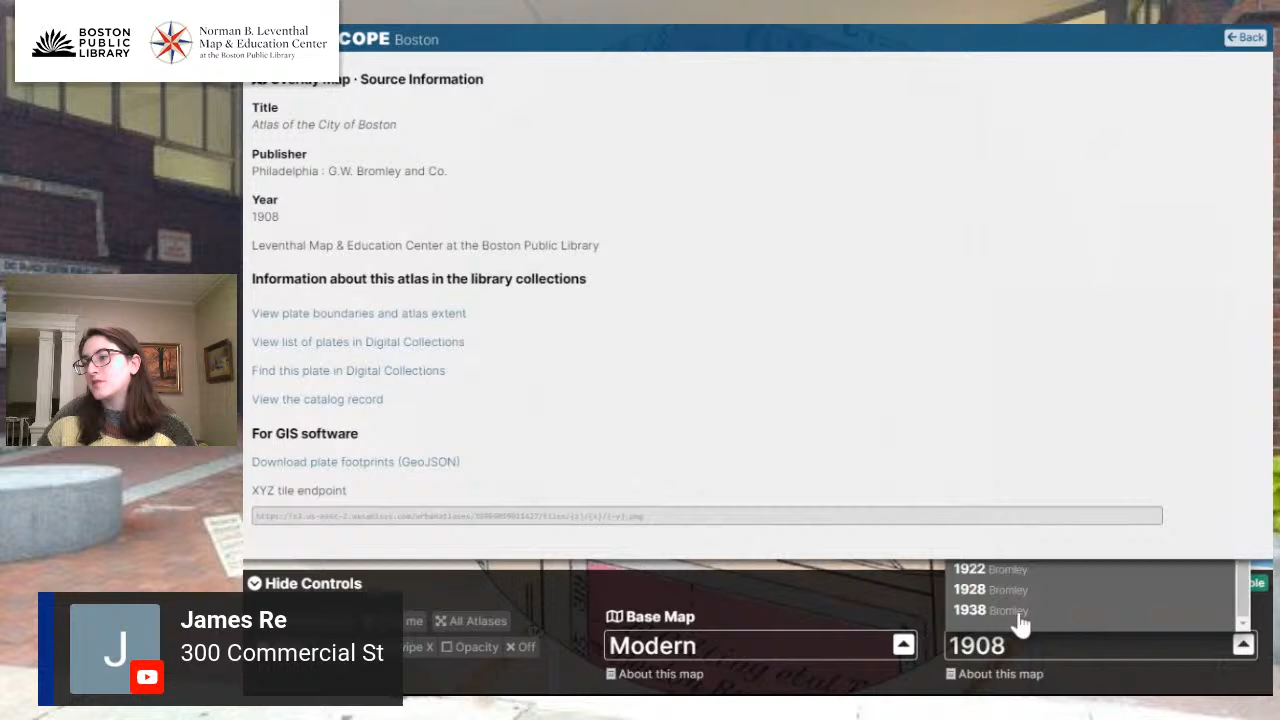 BOSTON
PUBLIC
LIBRARY
Norman B. Leventhal
Map & Education Center
at the Boston Public Library
COPE Boston
Back
Overlay Map · Source Information
Title
Atlas of the City of Boston
Publisher
Philadelphia : G.W. Bromley and Co.
Year
1908
Leventhal Map & Education Center at the Boston Public Library
Information about this atlas in the library collections
View plate boundaries and atlas extent
View list of plates in Digital Collections
Find this plate in Digital Collections
View the catalog record
For GIS software
Download plate footprints (GeoJSON)
XYZ tile endpoint
Hide Controls
1922 Bromley
1928 Bromley
1938 Bromley
me All Atlases
Base Map
wipe X Opacity Off
Modern
1908
About this map
About this map
J
James Re
300 Commercial St